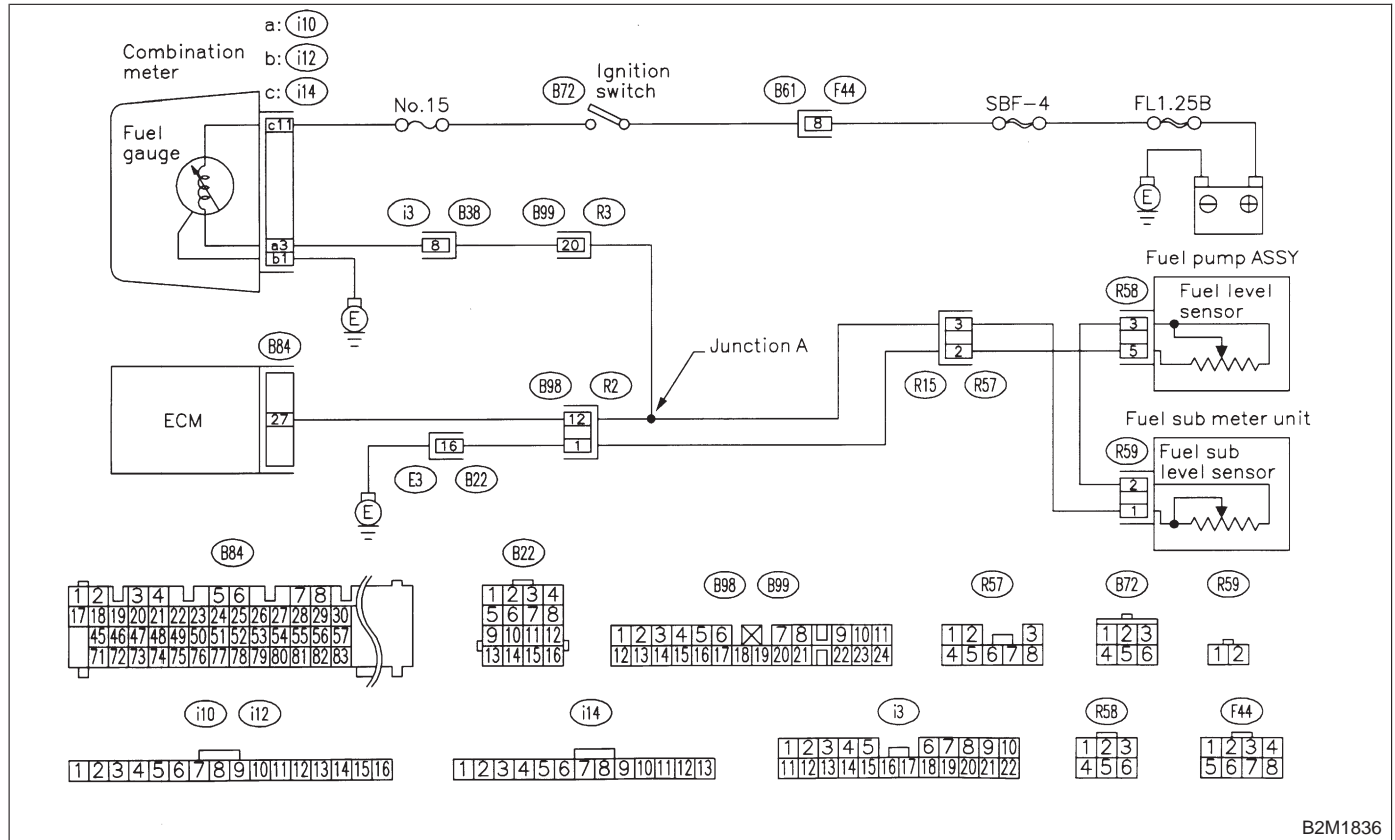 a: i10
Combination meter
b: i12
c: i14
Fuel gauge
c11
a3
b1
No.15
B72
Ignition switch
B61 F44
8
SBF-4
FL1.25B
E
⊖ ⊕
i3 B38
8
B99 R3
20
E
Fuel pump ASSY
R58
Fuel level sensor
3
5
Junction A
3
2
R15 R57
B84
ECM
27
B98 R2
12
1
16
E3 B22
E
Fuel sub meter unit
R59
Fuel sub level sensor
2
1
B84
1 2 3 4 5 6 7 8
17 18 19 20 21 22 23 24 25 26 27 28 29 30
45 46 47 48 49 50 51 52 53 54 55 56 57
71 72 73 74 75 76 77 78 79 80 81 82 83
B22
1 2 3 4
5 6 7 8
9 10 11 12
13 14 15 16
B98 B99
1 2 3 4 5 6 7 8 9 10 11
12 13 14 15 16 17 18 19 20 21 22 23 24
R57
1 2 3
4 5 6 7 8
B72
1 2 3
4 5 6
R59
1 2
i10 i12
1 2 3 4 5 6 7 8 9 10 11 12 13 14 15 16
i14
1 2 3 4 5 6 7 8 9 10 11 12 13
i3
1 2 3 4 5 6 7 8 9 10
11 12 13 14 15 16 17 18 19 20 21 22
R58
1 2 3
4 5 6
F44
1 2 3 4
5 6 7 8
B2M1836